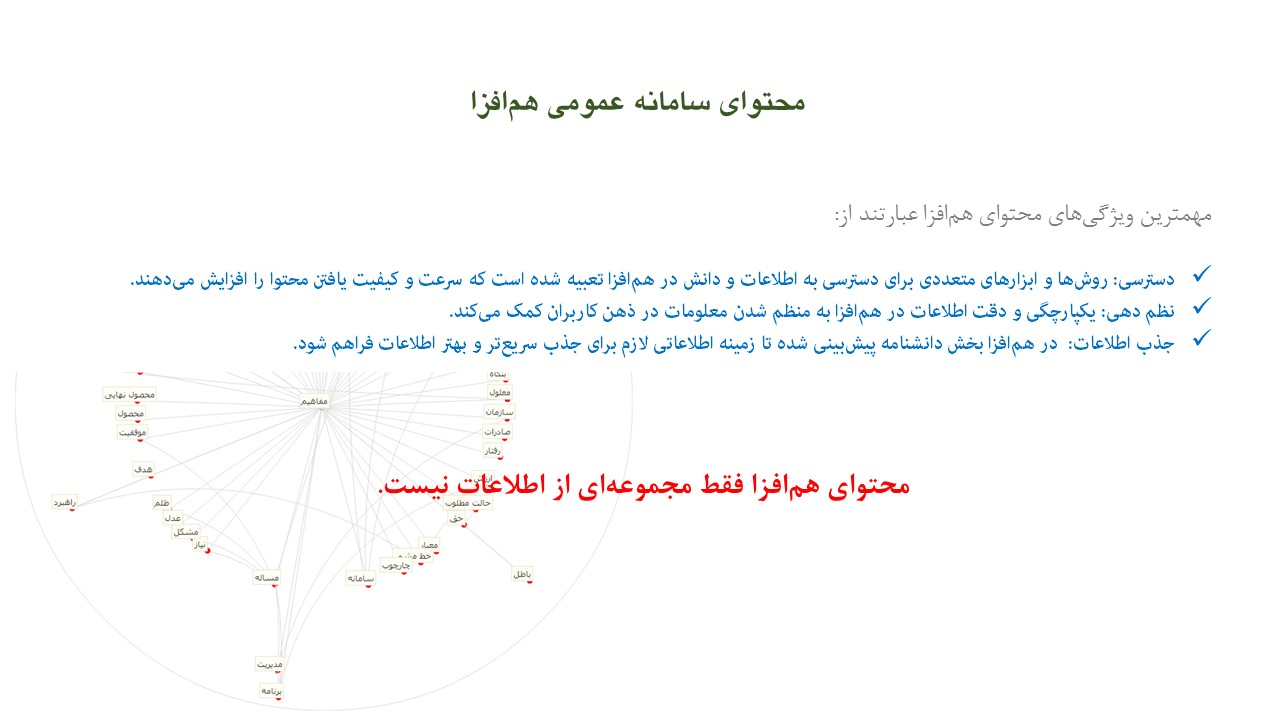 محتوای سامانه عمومی هم‌افزا
مهمترین ویژگی‌های محتوای هم‌افزا عبارتند از:
✓ دسترسی: روش‌ها و ابزارهای متعددی برای دسترسی به اطلاعات و دانش در هم‌افزا تعبیه شده است که سرعت و کیفیت یافتن محتوا را افزایش می‌دهند.
✓ نظم دهی: یکپارچگی و دقت اطلاعات در هم‌افزا به منظم شدن معلومات در ذهن کاربران کمک می‌کند.
✓ جذب اطلاعات: در هم‌افزا بخش دانشنامه پیش‌بینی شده تا زمینه اطلاعاتی لازم برای جذب سریع‌تر و بهتر اطلاعات فراهم شود.
بنگاه
معلول
محصول نهایی
مفاهیم
سازمان
محصول
صادرات
موفقیت
رفتار
هدف
ارزش
محتوای هم‌افزا فقط مجموعه‌ای از اطلاعات نیست.
حالت مطلوب
ظلم
راهبرد
حق
عدل
مشکل
نیاز
معیار
خط مشی
چارچوب
باطل
سامانه
مساله
مدیریت
برنامه